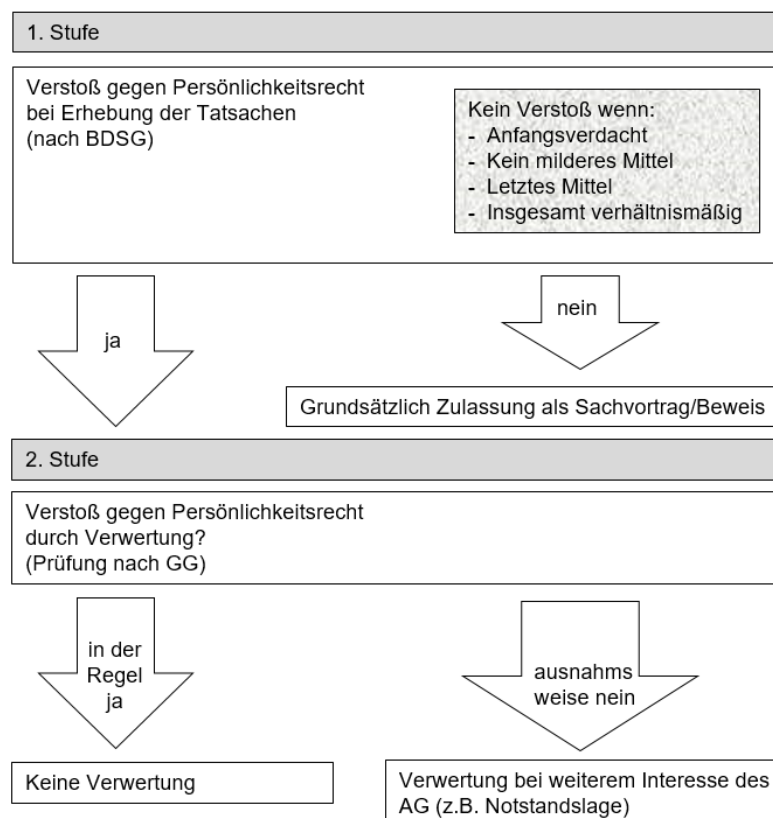 1. Stufe
Verstoß gegen Persönlichkeitsrecht
bei Erhebung der Tatsachen
(nach BDSG)
Kein Verstoß wenn:
- Anfangsverdacht
- Kein milderes Mittel
- Letztes Mittel
- Insgesamt verhältnismäßig
ja
nein
Grundsätzlich Zulassung als Sachvortrag/Beweis
2. Stufe
Verstoß gegen Persönlichkeitsrecht
durch Verwertung?
(Prüfung nach GG)
in der
Regel
ja
ausnahms
weise nein
Keine Verwertung
Verwertung bei weiterem Interesse des
AG (z.B. Notstandslage)